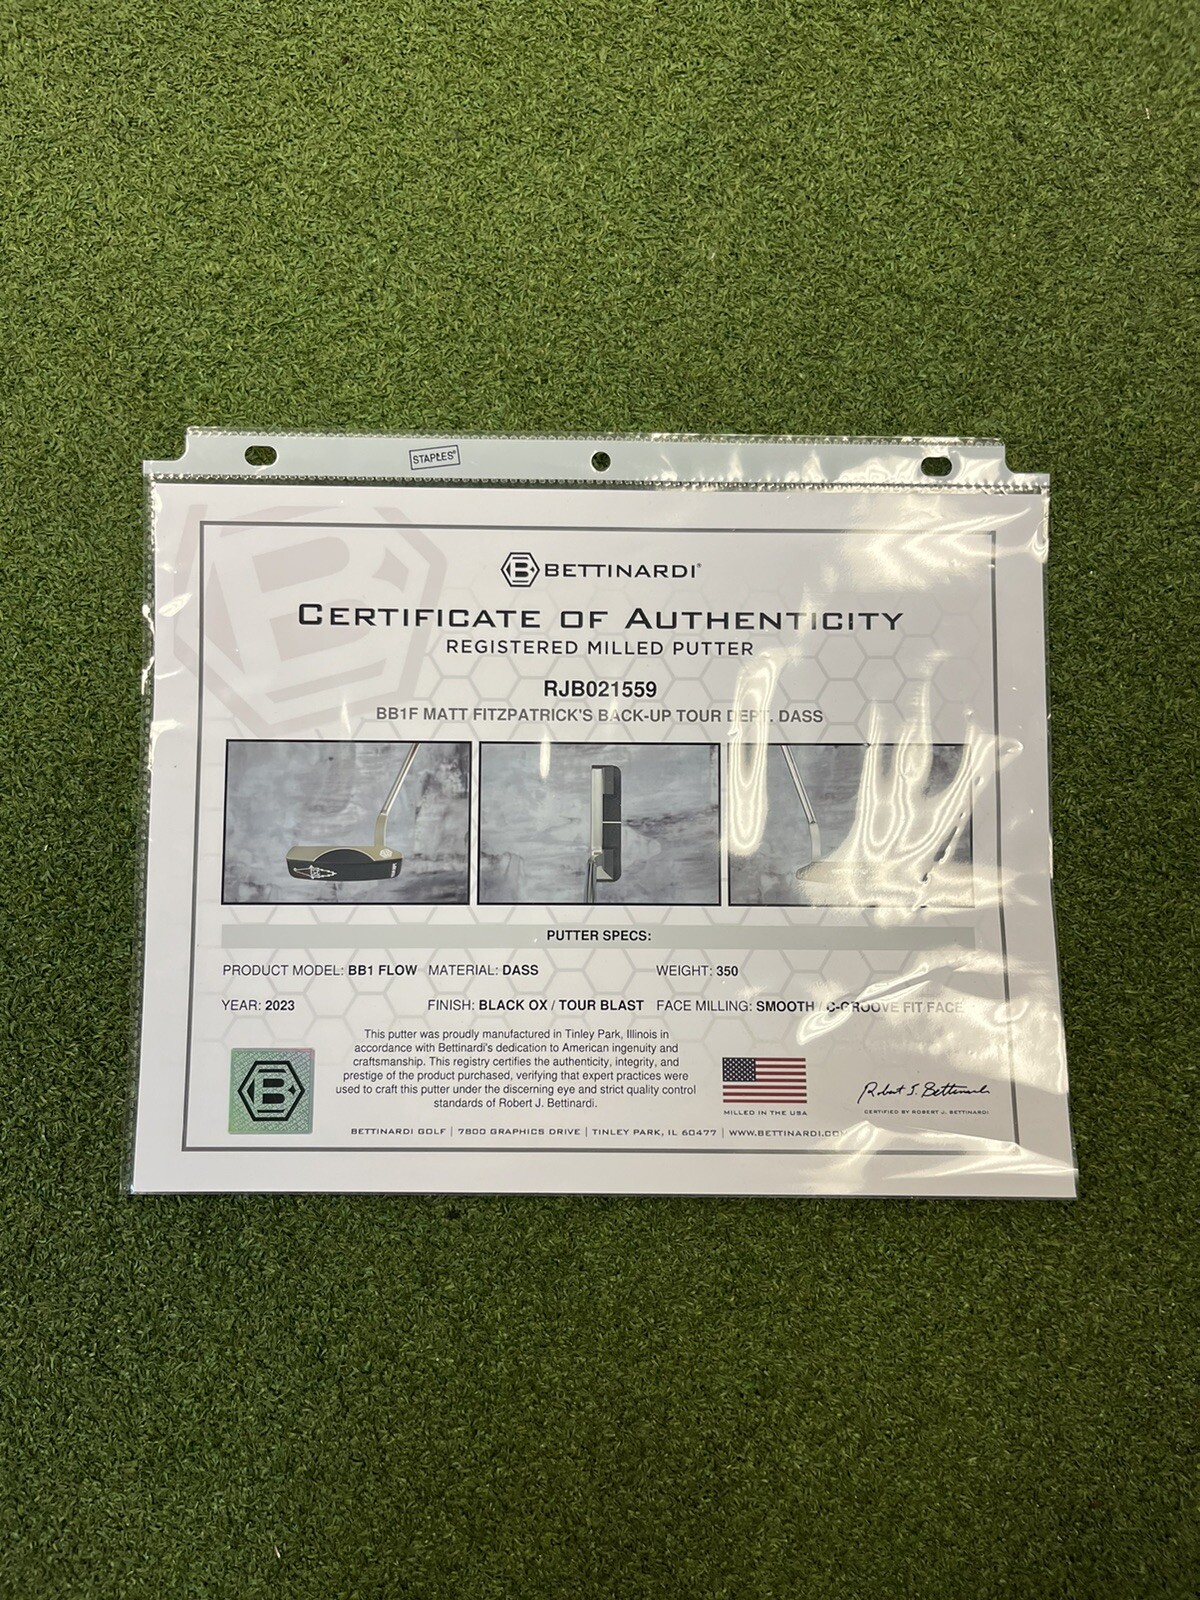 STAPLES®
BETTINARDI®
CERTIFICATE OF AUTHENTICITY
REGISTERED MILLED PUTTER
RJB021559
BB1F MATT FITZPATRICK'S BACK-UP TOUR DEPT. DASS
PUTTER SPECS:
PRODUCT MODEL: BB1 FLOW MATERIAL: DASS WEIGHT: 350
YEAR: 2023 FINISH: BLACK OX / TOUR BLAST FACE MILLING: SMOOTH / C-GROOVE FIT FACE
This putter was proudly manufactured in Tinley Park, Illinois in
accordance with Bettinardi's dedication to American ingenuity and
craftsmanship. This registry certifies the authenticity, integrity, and
prestige of the product purchased, verifying that expert practices were
used to craft this putter under the discerning eye and strict quality control
standards of Robert J. Bettinardi.
MILLED IN THE USA
Robert J. Bettinardi
CERTIFIED BY ROBERT J. BETTINARDI
BETTINARDI GOLF | 7800 GRAPHICS DRIVE | TINLEY PARK, IL 60477 | WWW.BETTINARDI.COM